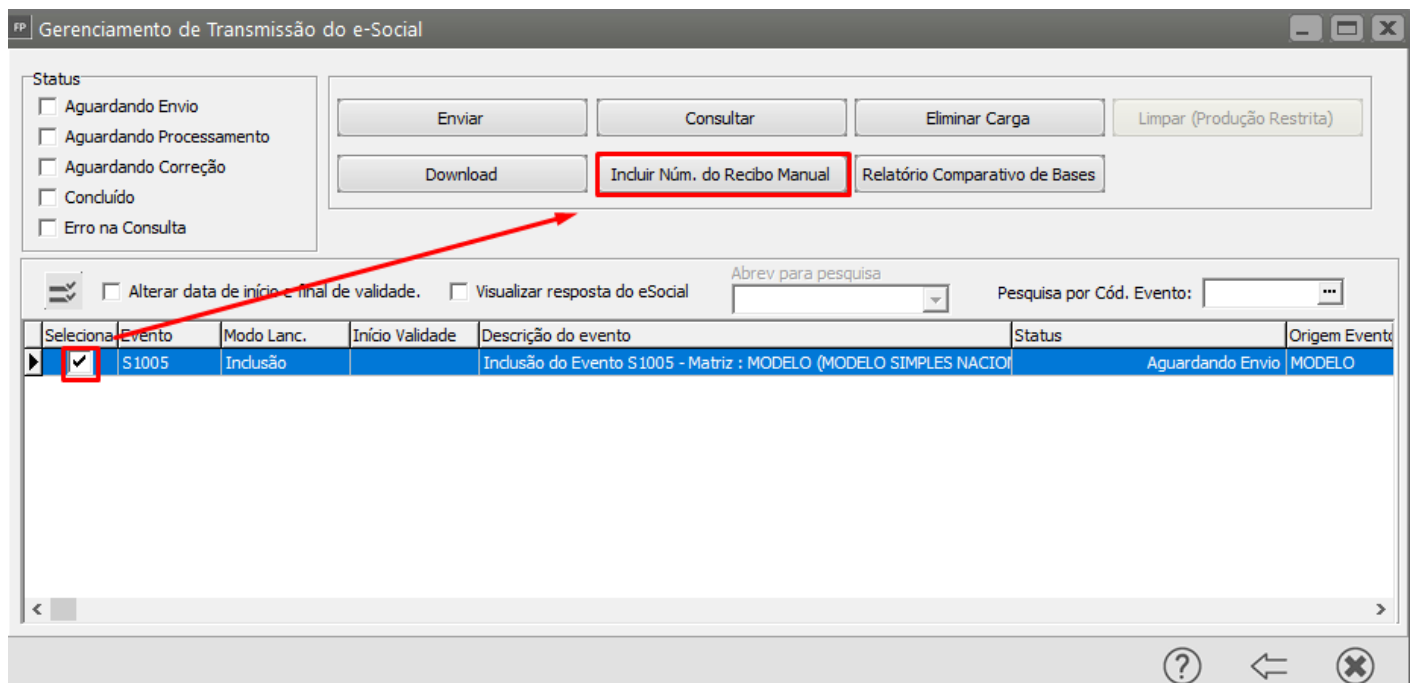 FP Gerenciamento de Transmissão do e-Social
Status
Aguardando Envio
Aguardando Processamento
Aguardando Correção
Concluído
Erro na Consulta
Enviar Consultar Eliminar Carga Limpar (Produção Restrita)
Download Incluir Núm. do Recibo Manual Relatório Comparativo de Bases
Abrev para pesquisa
Alterar data de início e final de validade. Visualizar resposta do eSocial Pesquisa por Cód. Evento: ...
Seleciona Evento Modo Lanc. Início Validade Descrição do evento Status Origem Evento
S1005 Inclusão Inclusão do Evento S1005 - Matriz : MODELO (MODELO SIMPLES NACION Aguardando Envio MODELO